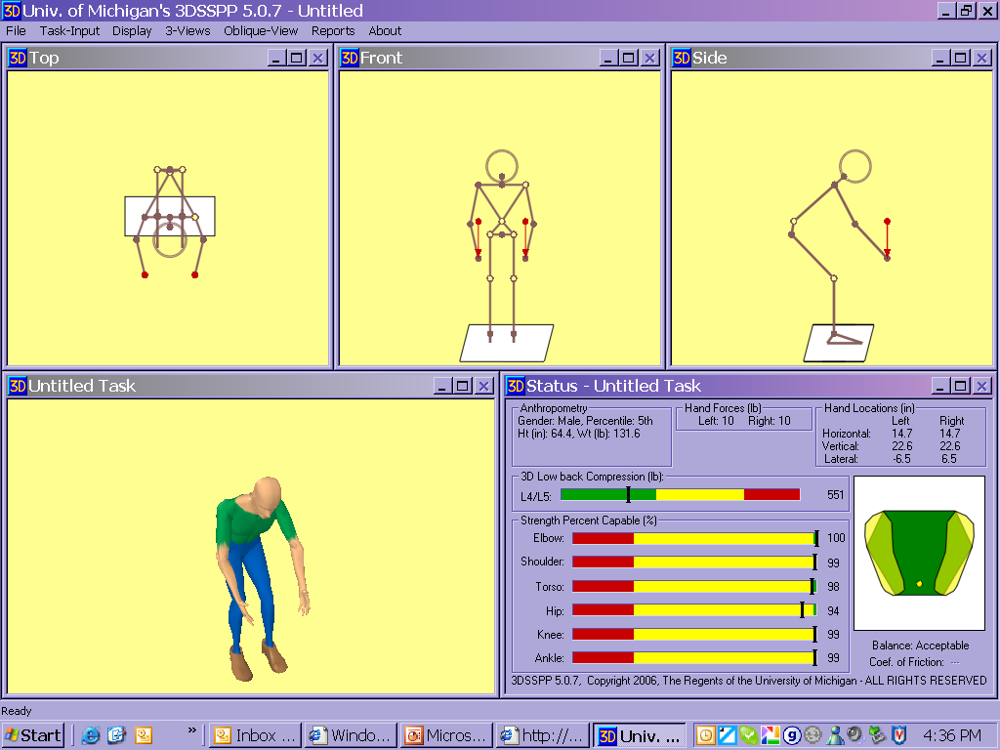 3D Univ. of Michigan's 3DSSPP 5.0.7 - Untitled
File Task-Input Display 3-Views Oblique-View Reports About
3D Top
3D Front
3D Side
3D Untitled Task
3D Status - Untitled Task
Anthropometry
Gender: Male, Percentile: 5th
Ht (in): 64.4, Wt (lb): 131.6
Hand Forces (lb)
Left: 10 Right: 10
Hand Locations (in)
Left Right
Horizontal: 14.7 14.7
Vertical: 22.6 22.6
Lateral: -6.5 6.5
3D Low back Compression (lb):
L4/L5: 551
Strength Percent Capable (%)
Elbow: 100
Shoulder: 99
Torso: 98
Hip: 94
Knee: 99
Ankle: 99
Balance: Acceptable
Coef. of Friction: ---
3DSSPP 5.0.7, Copyright 2006, The Regents of the University of Michigan - ALL RIGHTS RESERVED
Ready
Start » Inbox ... Windo... Micros... http://... 3D Univ. ... 4:36 PM